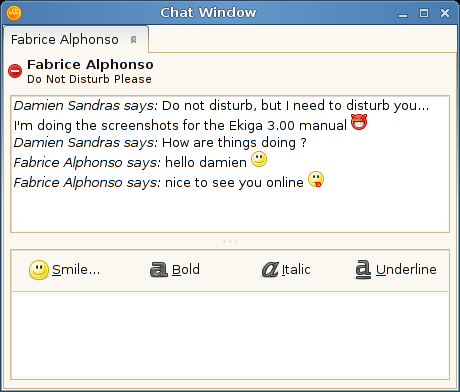 Chat Window
Fabrice Alphonso
Fabrice Alphonso
Do Not Disturb Please
Damien Sandras says: Do not disturb, but I need to disturb you...
I'm doing the screenshots for the Ekiga 3.00 manual
Damien Sandras says: How are things doing ?
Fabrice Alphonso says: hello damien
Fabrice Alphonso says: nice to see you online
Smile... a Bold a Italic a Underline